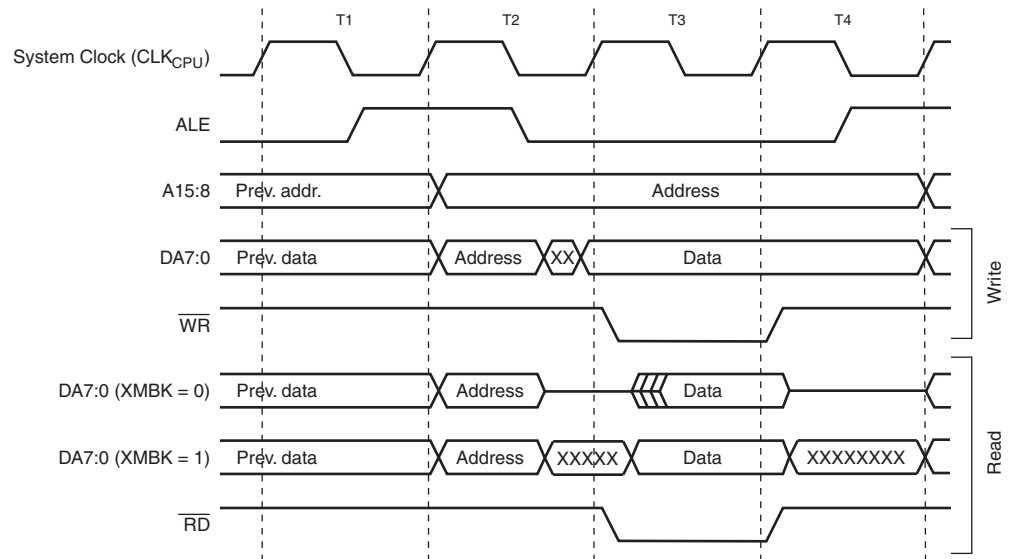 T1 T2 T3 T4
System Clock (CLKCPU)
ALE
A15:8 Prev. addr. Address
DA7:0 Prev. data Address XX Data
WR
Write
DA7:0 (XMBK = 0) Prev. data Address Data
DA7:0 (XMBK = 1) Prev. data Address XXXXX Data XXXXXXXX
RD
Read